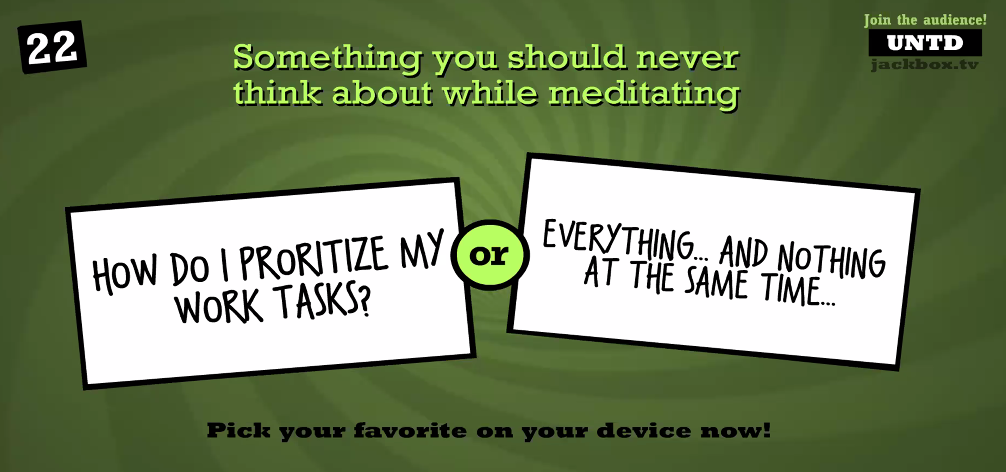 22
Join the audience!
UNTD
jackbox.tv
Something you should never
think about while meditating
HOW DO I PRORITIZE MY
WORK TASKS?
or
EVERYTHING... AND NOTHING
AT THE SAME TIME...
Pick your favorite on your device now!